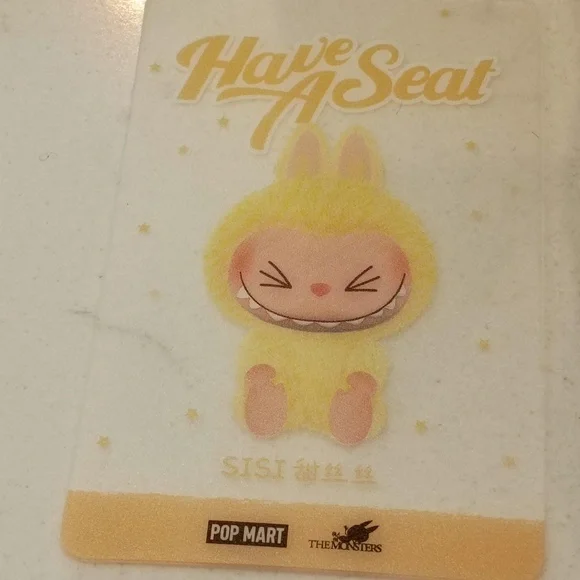 Have
A Seat
SISI 甜丝丝
POP MART
THE MONSTERS